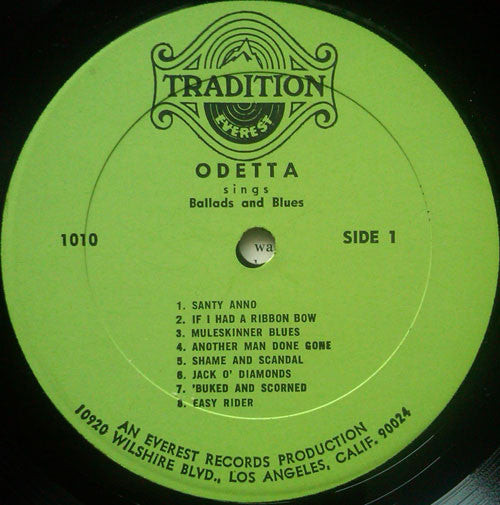 TRADITION
EVEREST
ODETTA
sings
Ballads and Blues
1010
SIDE 1
wa
1. SANTY ANNO
2. IF I HAD A RIBBON BOW
3. MULESKINNER BLUES
4. ANOTHER MAN DONE GONE
5. SHAME AND SCANDAL
6. JACK O' DIAMONDS
7. 'BUKED AND SCORNED
8. EASY RIDER
AN EVEREST RECORDS PRODUCTION
10920 WILSHIRE BLVD., LOS ANGELES, CALIF. 90024